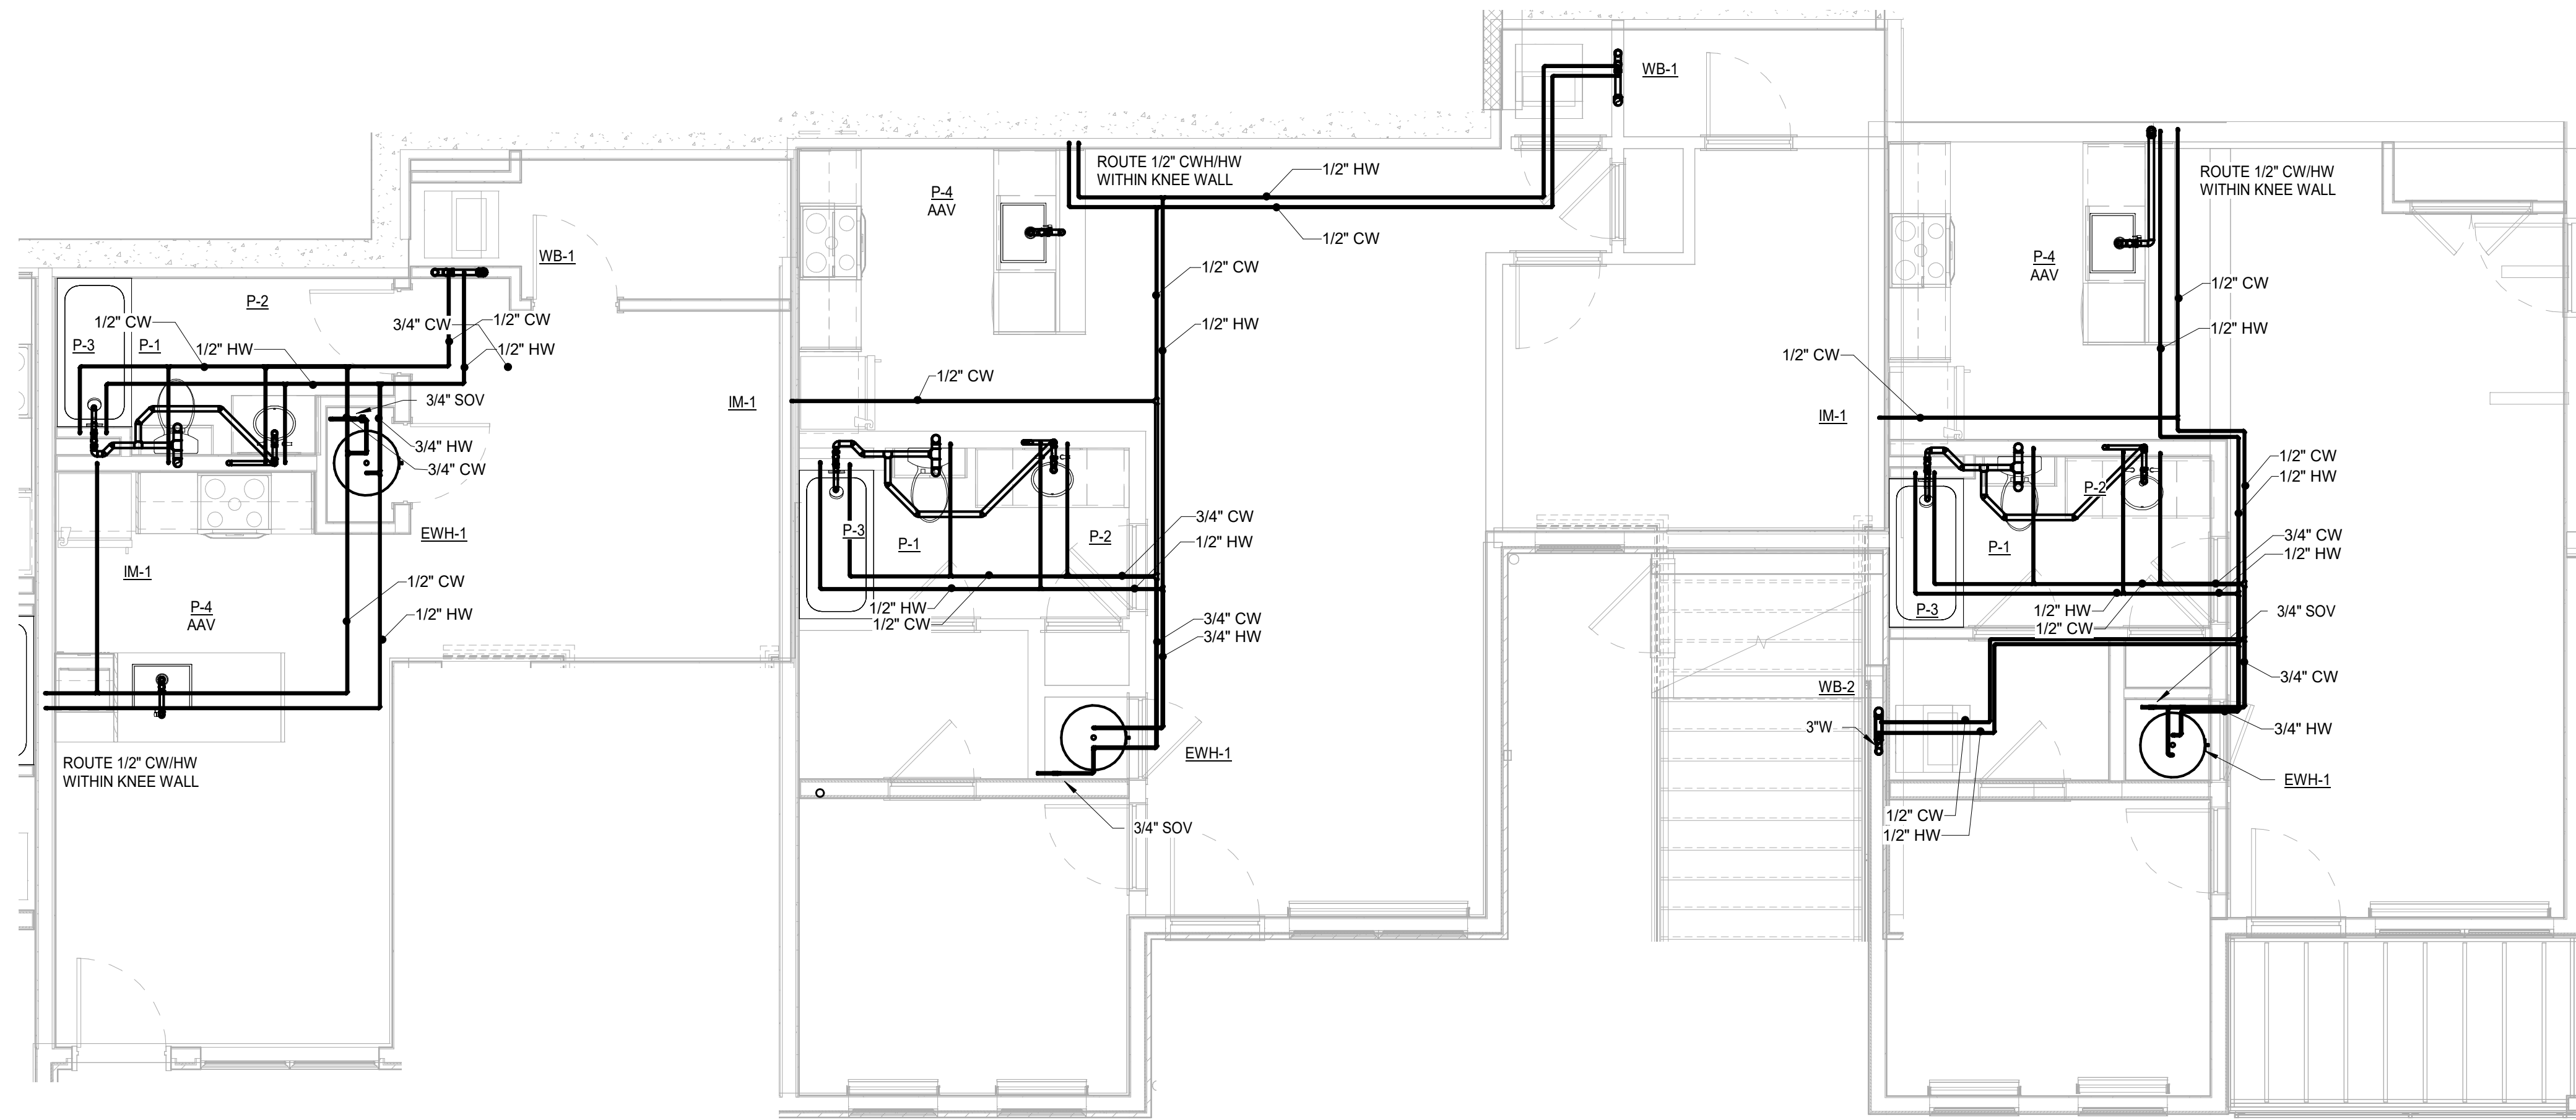 WB-1
P-2
1/2" CW
3/4" CW
1/2" CW
P-3
P-1
1/2" HW
1/2" HW
3/4" SOV
3/4" HW
3/4" CW
EWH-1
IM-1
P-4
AAV
1/2" CW
1/2" HW
ROUTE 1/2" CW/HW
WITHIN KNEE WALL
WB-1
ROUTE 1/2" CWH/HW
WITHIN KNEE WALL
1/2" HW
P-4
AAV
1/2" CW
1/2" CW
1/2" HW
1/2" CW
IM-1
P-3
P-1
P-2
3/4" CW
1/2" HW
1/2" HW
1/2" CW
3/4" CW
3/4" HW
EWH-1
3/4" SOV
ROUTE 1/2" CW/HW
WITHIN KNEE WALL
P-4
AAV
1/2" CW
1/2" HW
1/2" CW
IM-1
1/2" CW
1/2" HW
P-2
P-1
3/4" CW
1/2" HW
P-3
1/2" HW
1/2" CW
3/4" SOV
3/4" CW
WB-2
3"W
3/4" HW
EWH-1
1/2" CW
1/2" HW